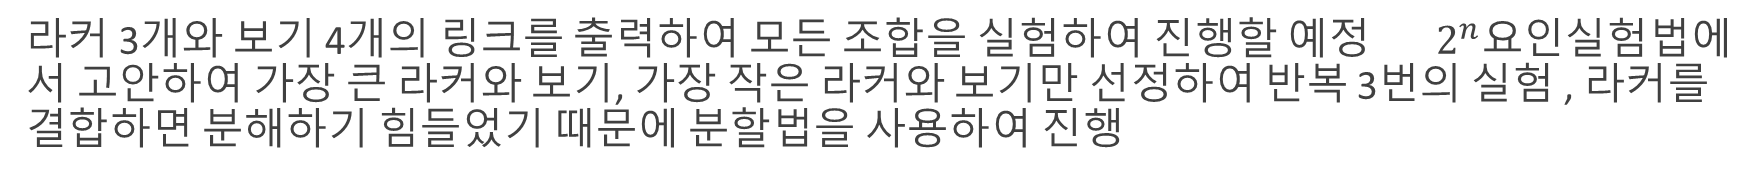 라커 3개와 보기 4개의 링크를 출력하여 모든 조합을 실험하여 진행할 예정 2ⁿ요인실험법에
서 고안하여 가장 큰 라커와 보기, 가장 작은 라커와 보기만 선정하여 반복 3번의 실험 , 라커를
결합하면 분해하기 힘들었기 때문에 분할법을 사용하여 진행